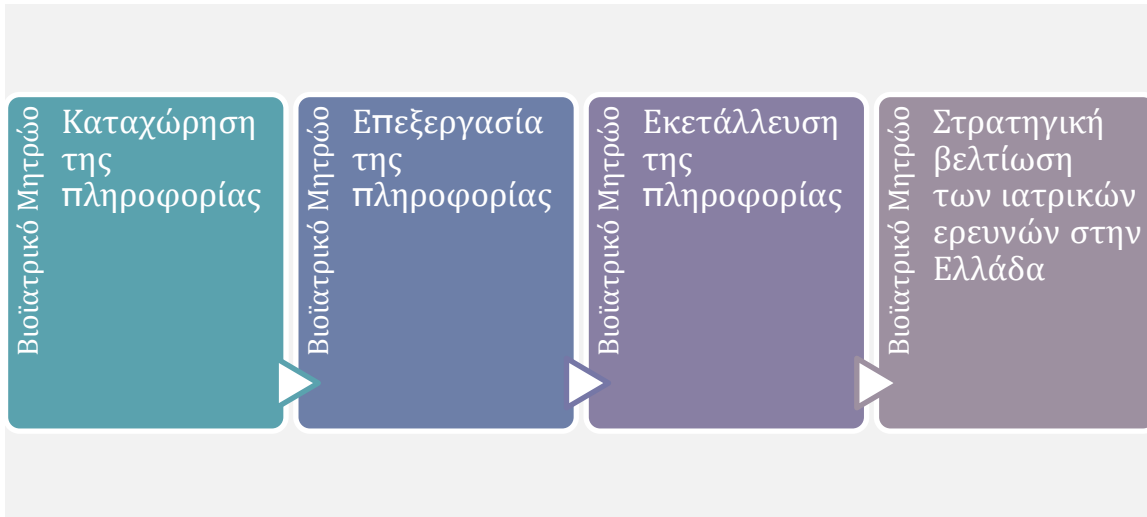 Βιοϊατρικό Μητρώο
Καταχώρηση
της
πληροφορίας
Βιοϊατρικό Μητρώο
Επεξεργασία
της
πληροφορίας
Βιοϊατρικό Μητρώο
Εκετάλλευση
της
πληροφορίας
Βιοϊατρικό Μητρώο
Στρατηγική
βελτίωση
των ιατρικών
ερευνών στην
Ελλάδα